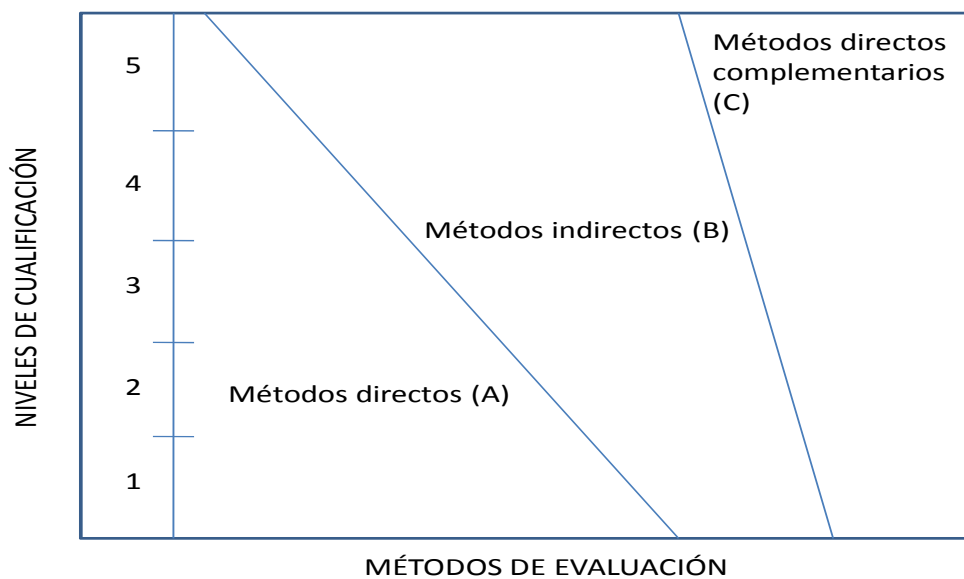 NIVELES DE CUALIFICACIÓN
5
4
3
2
1
Métodos directos
complementarios
(C)
Métodos indirectos (B)
Métodos directos (A)
MÉTODOS DE EVALUACIÓN